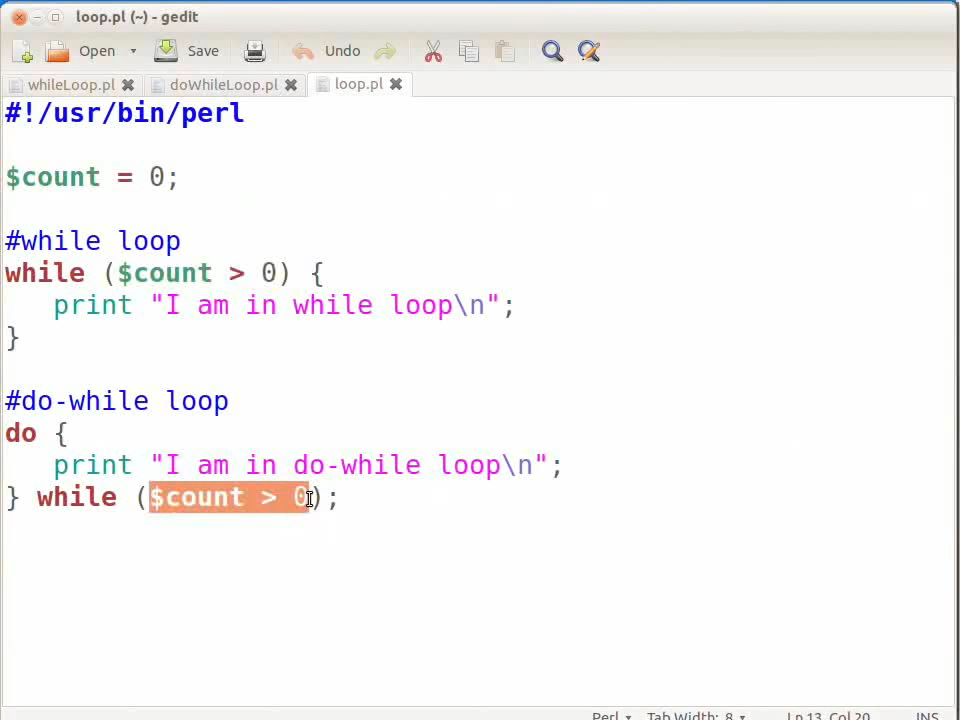 loop.pl (~) - gedit
Open Save Undo
whileLoop.pl doWhileLoop.pl loop.pl
#!/usr/bin/perl
$count = 0;
#while loop
while ($count > 0) {
   print "I am in while loop\n";
}
#do-while loop
do {
   print "I am in do-while loop\n";
} while ($count > 0);
Perl Tab Width: 8 Ln 13, Col 20 INS